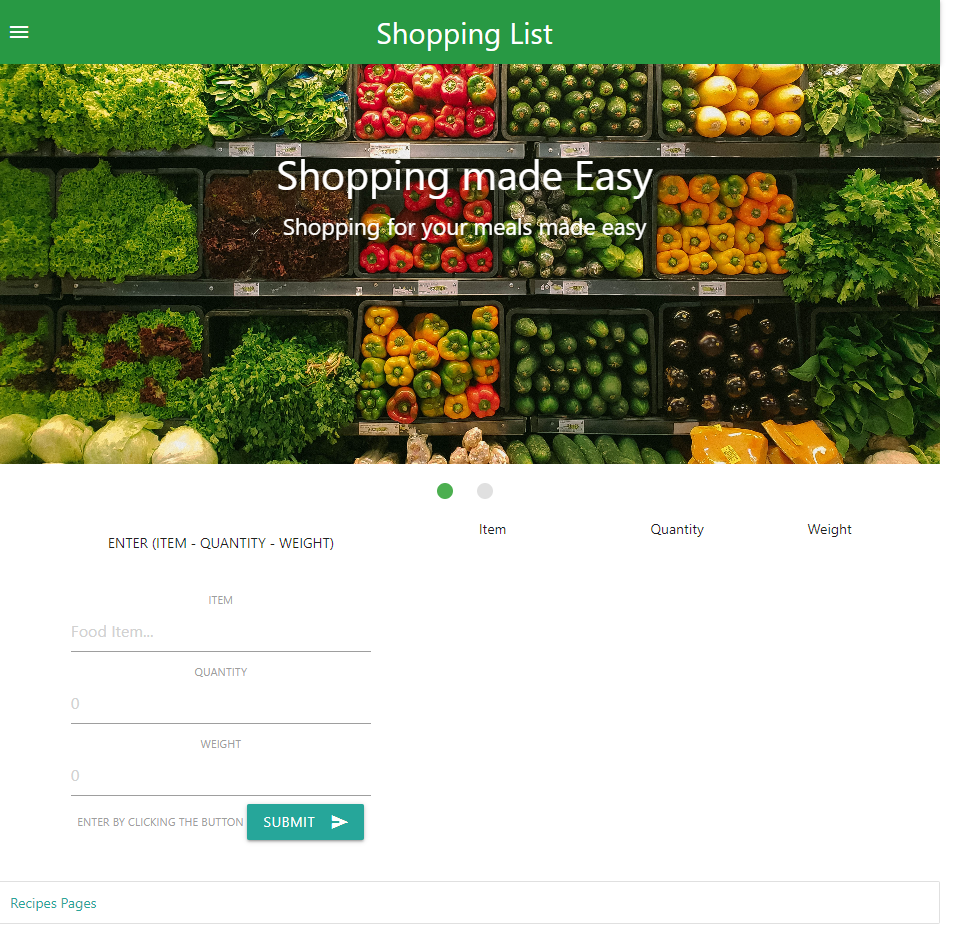 Shopping List
Shopping made Easy
Shopping for your meals made easy
Item Quantity Weight
ENTER (ITEM - QUANTITY - WEIGHT)
ITEM
Food Item...
QUANTITY
0
WEIGHT
0
ENTER BY CLICKING THE BUTTON SUBMIT
Recipes Pages